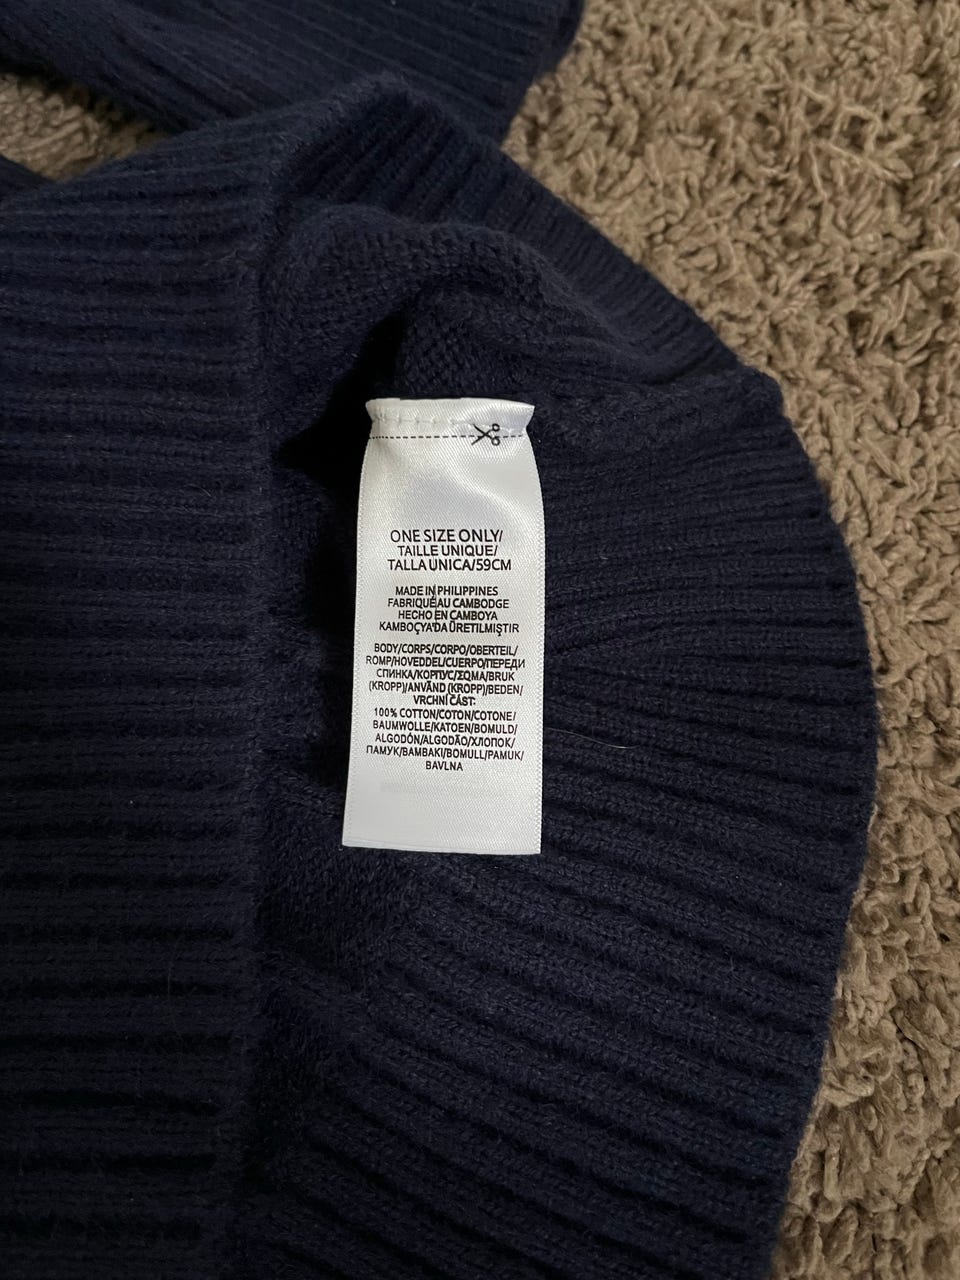 ONE SIZE ONLY/
TAILLE UNIQUE/
TALLA UNICA/59CM
MADE IN PHILIPPINES
FABRIQUÉ AU CAMBODGE
HECHO EN CAMBOYA
KAMBOÇYA'DA ÜRETILMIŞTIR
BODY/CORPS/CORPO/OBERTEIL/
ROMP/HOVEDDEL/CUERPO/ПЕРЕДИ
СПИНКА/КОРПУС/ΣΩΜΑ/BRUK
(KROPP)/ANVÄND (KROPP)/BEDEN/
VRCHNÍ ČÁST:
100% COTTON/COTON/COTONE/
BAUMWOLLE/KATOEN/BOMULD/
ALGODÓN/ALGODÃO/ХЛОПОК/
ПАМУК/BAMBAKI/BOMULL/PAMUK/
BAVLNA